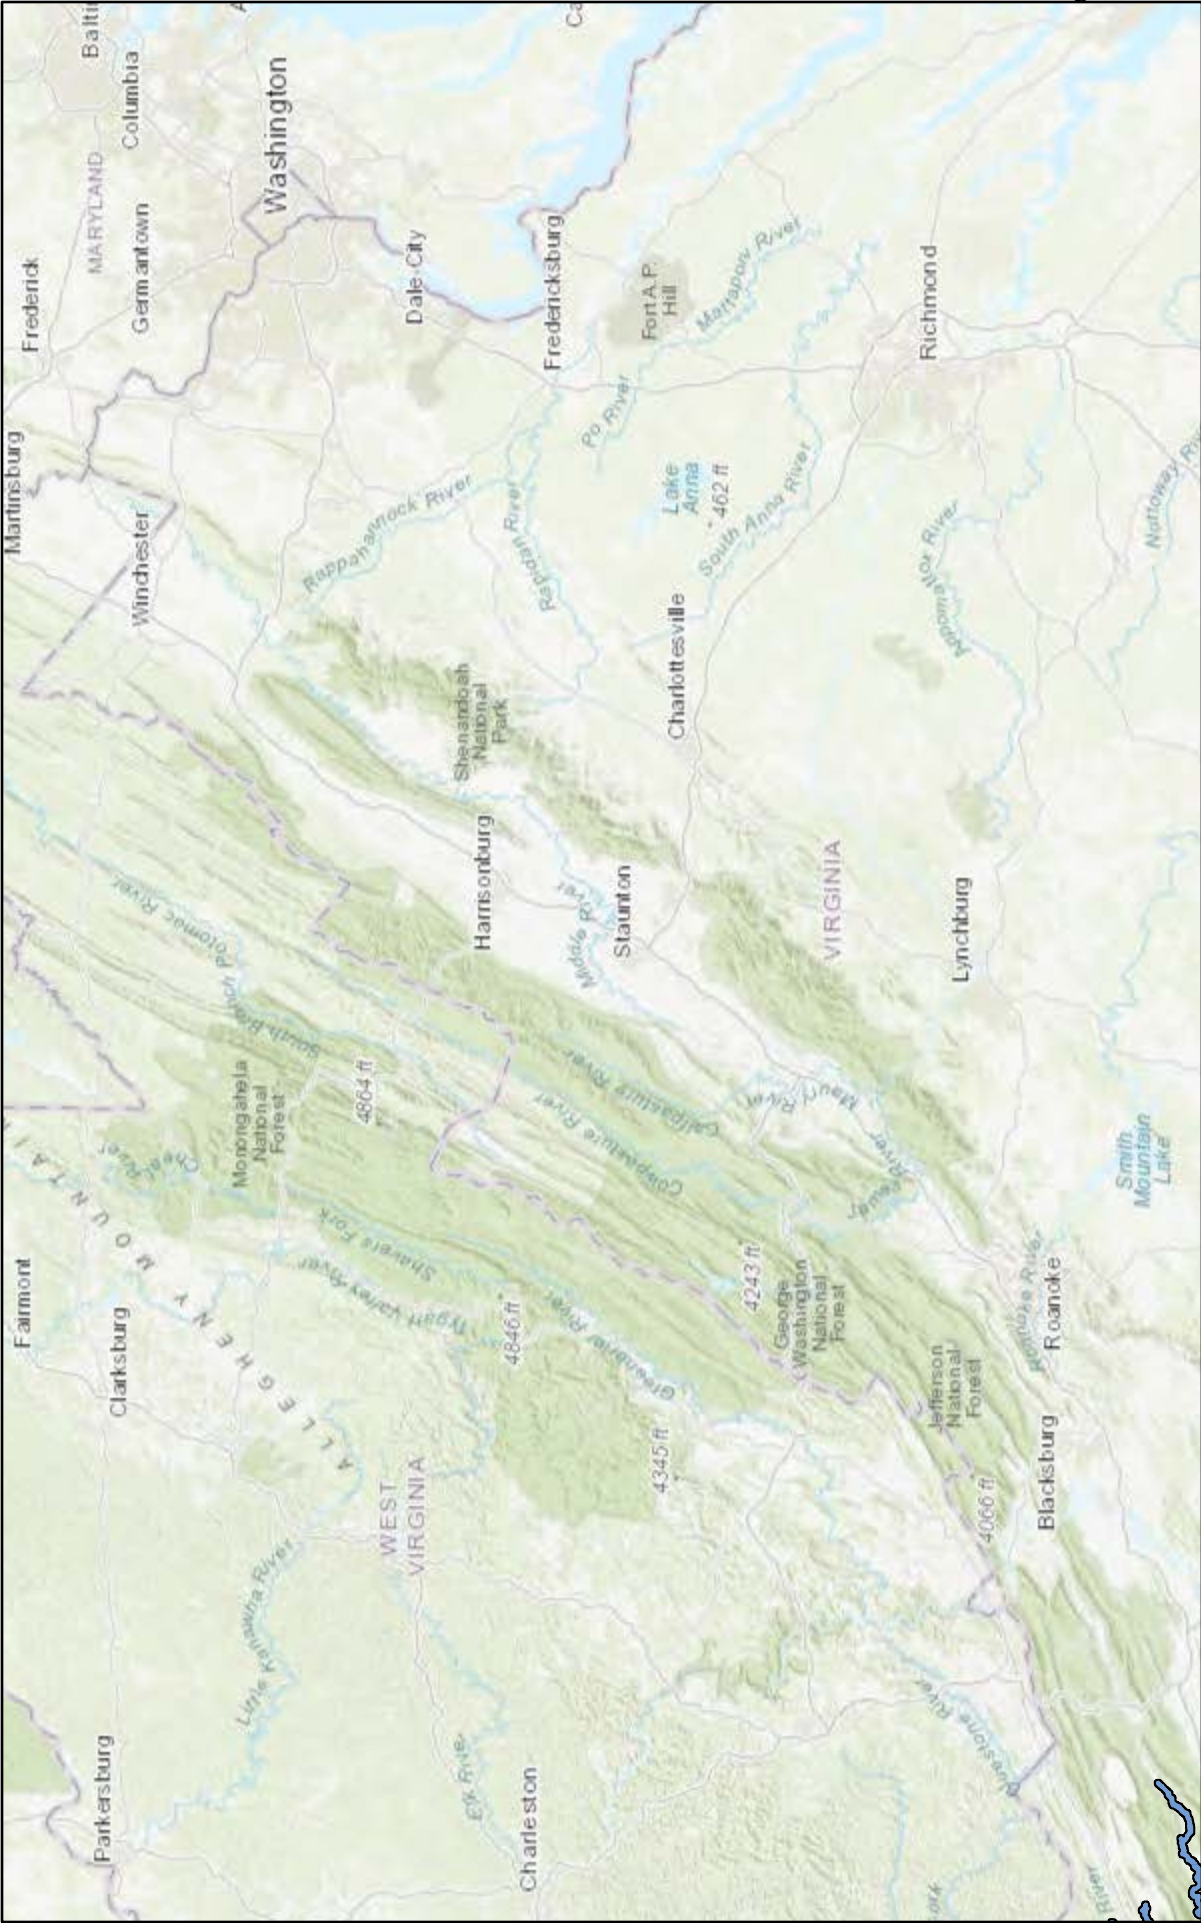 Parkersburg
Clarksburg
Fairmont
Martinsburg
Winchester
Frederick
MARYLAND
Germantown
Columbia
Washington
Little Kanawha River
ALLEGHENY
Cheat River
Monongahela
National
Forest
South Branch Potomac River
Elk River
WEST
VIRGINIA
Tygart Valley River
Shavers Fork
4864 ft
Rappahannock River
Dale City
Charleston
4846 ft
Greenbrier River
Harrisonburg
Shenandoah
National
Park
Rapidan River
Fredericksburg
4345 ft
Cowpasture River
Calfpasture River
Middle River
Staunton
Charlottesville
Lake
Anna
462 ft
South Anna River
Po River
Fort A.P.
Hill
Mattaponi River
4243 ft
George
Washington
National
Forest
Maury River
VIRGINIA
Bluestone River
4066 ft
Jefferson
National
Forest
Lynchburg
Appomattox River
Richmond
Blacksburg
Roanoke
Roanoke River
Smith
Mountain
Lake
Nottoway
River